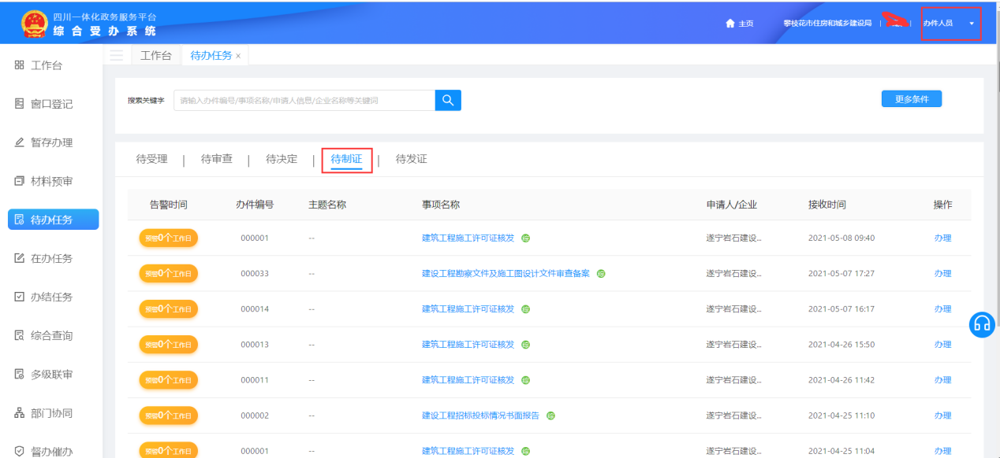 四川一体化政务服务平台
综合受办系统
主页 攀枝花市住房和城乡建设局 | | 办件人员
工作台
窗口登记
暂存办理
材料预审
待办任务
在办任务
办结任务
综合查询
多级联审
部门协同
督办催办
工作台 待办任务 ×
搜索关键字 请输入办件编号/事项名称/申请人信息/企业名称等关键词 更多条件
待受理 | 待审查 | 待决定 | 待制证 | 待发证
告警时间 办件编号 主题名称 事项名称 申请人/企业 接收时间 操作
预警0个工作日 000001 -- 建筑工程施工许可证核发 遂宁岩石建设... 2021-05-08 09:40 办理
预警0个工作日 000033 -- 建设工程勘察文件及施工图设计文件审查备案 遂宁岩石建设... 2021-05-07 17:27 办理
预警0个工作日 000014 -- 建筑工程施工许可证核发 遂宁岩石建设... 2021-05-07 16:17 办理
预警0个工作日 000013 -- 建筑工程施工许可证核发 遂宁岩石建设... 2021-04-26 15:50 办理
预警0个工作日 000011 -- 建筑工程施工许可证核发 遂宁岩石建设... 2021-04-26 11:42 办理
预警0个工作日 000002 -- 建设工程招标投标情况书面报告 遂宁岩石建设... 2021-04-25 11:10 办理
预警0个工作日 000001 -- 建筑工程施工许可证核发 遂宁岩石建设... 2021-04-25 11:04 办理